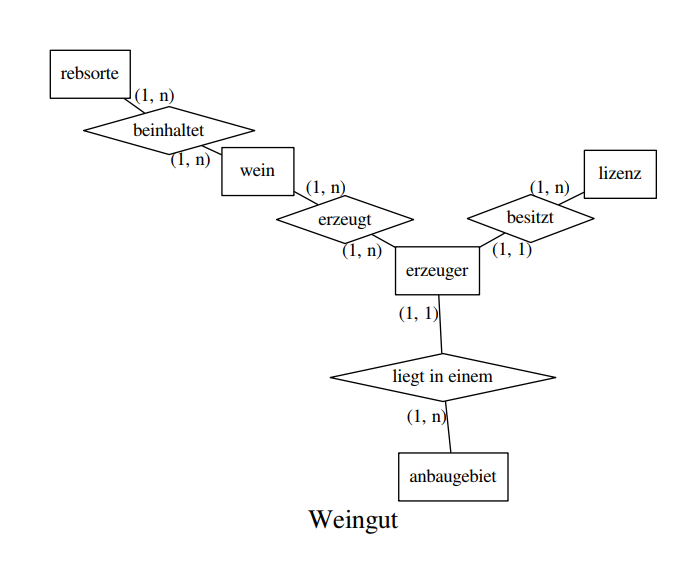 rebsorte
(1, n)
beinhaltet
(1, n)
wein
(1, n)
erzeugt
(1, n)
lizenz
(1, n)
besitzt
(1, 1)
erzeuger
(1, 1)
liegt in einem
(1, n)
anbaugebiet
Weingut